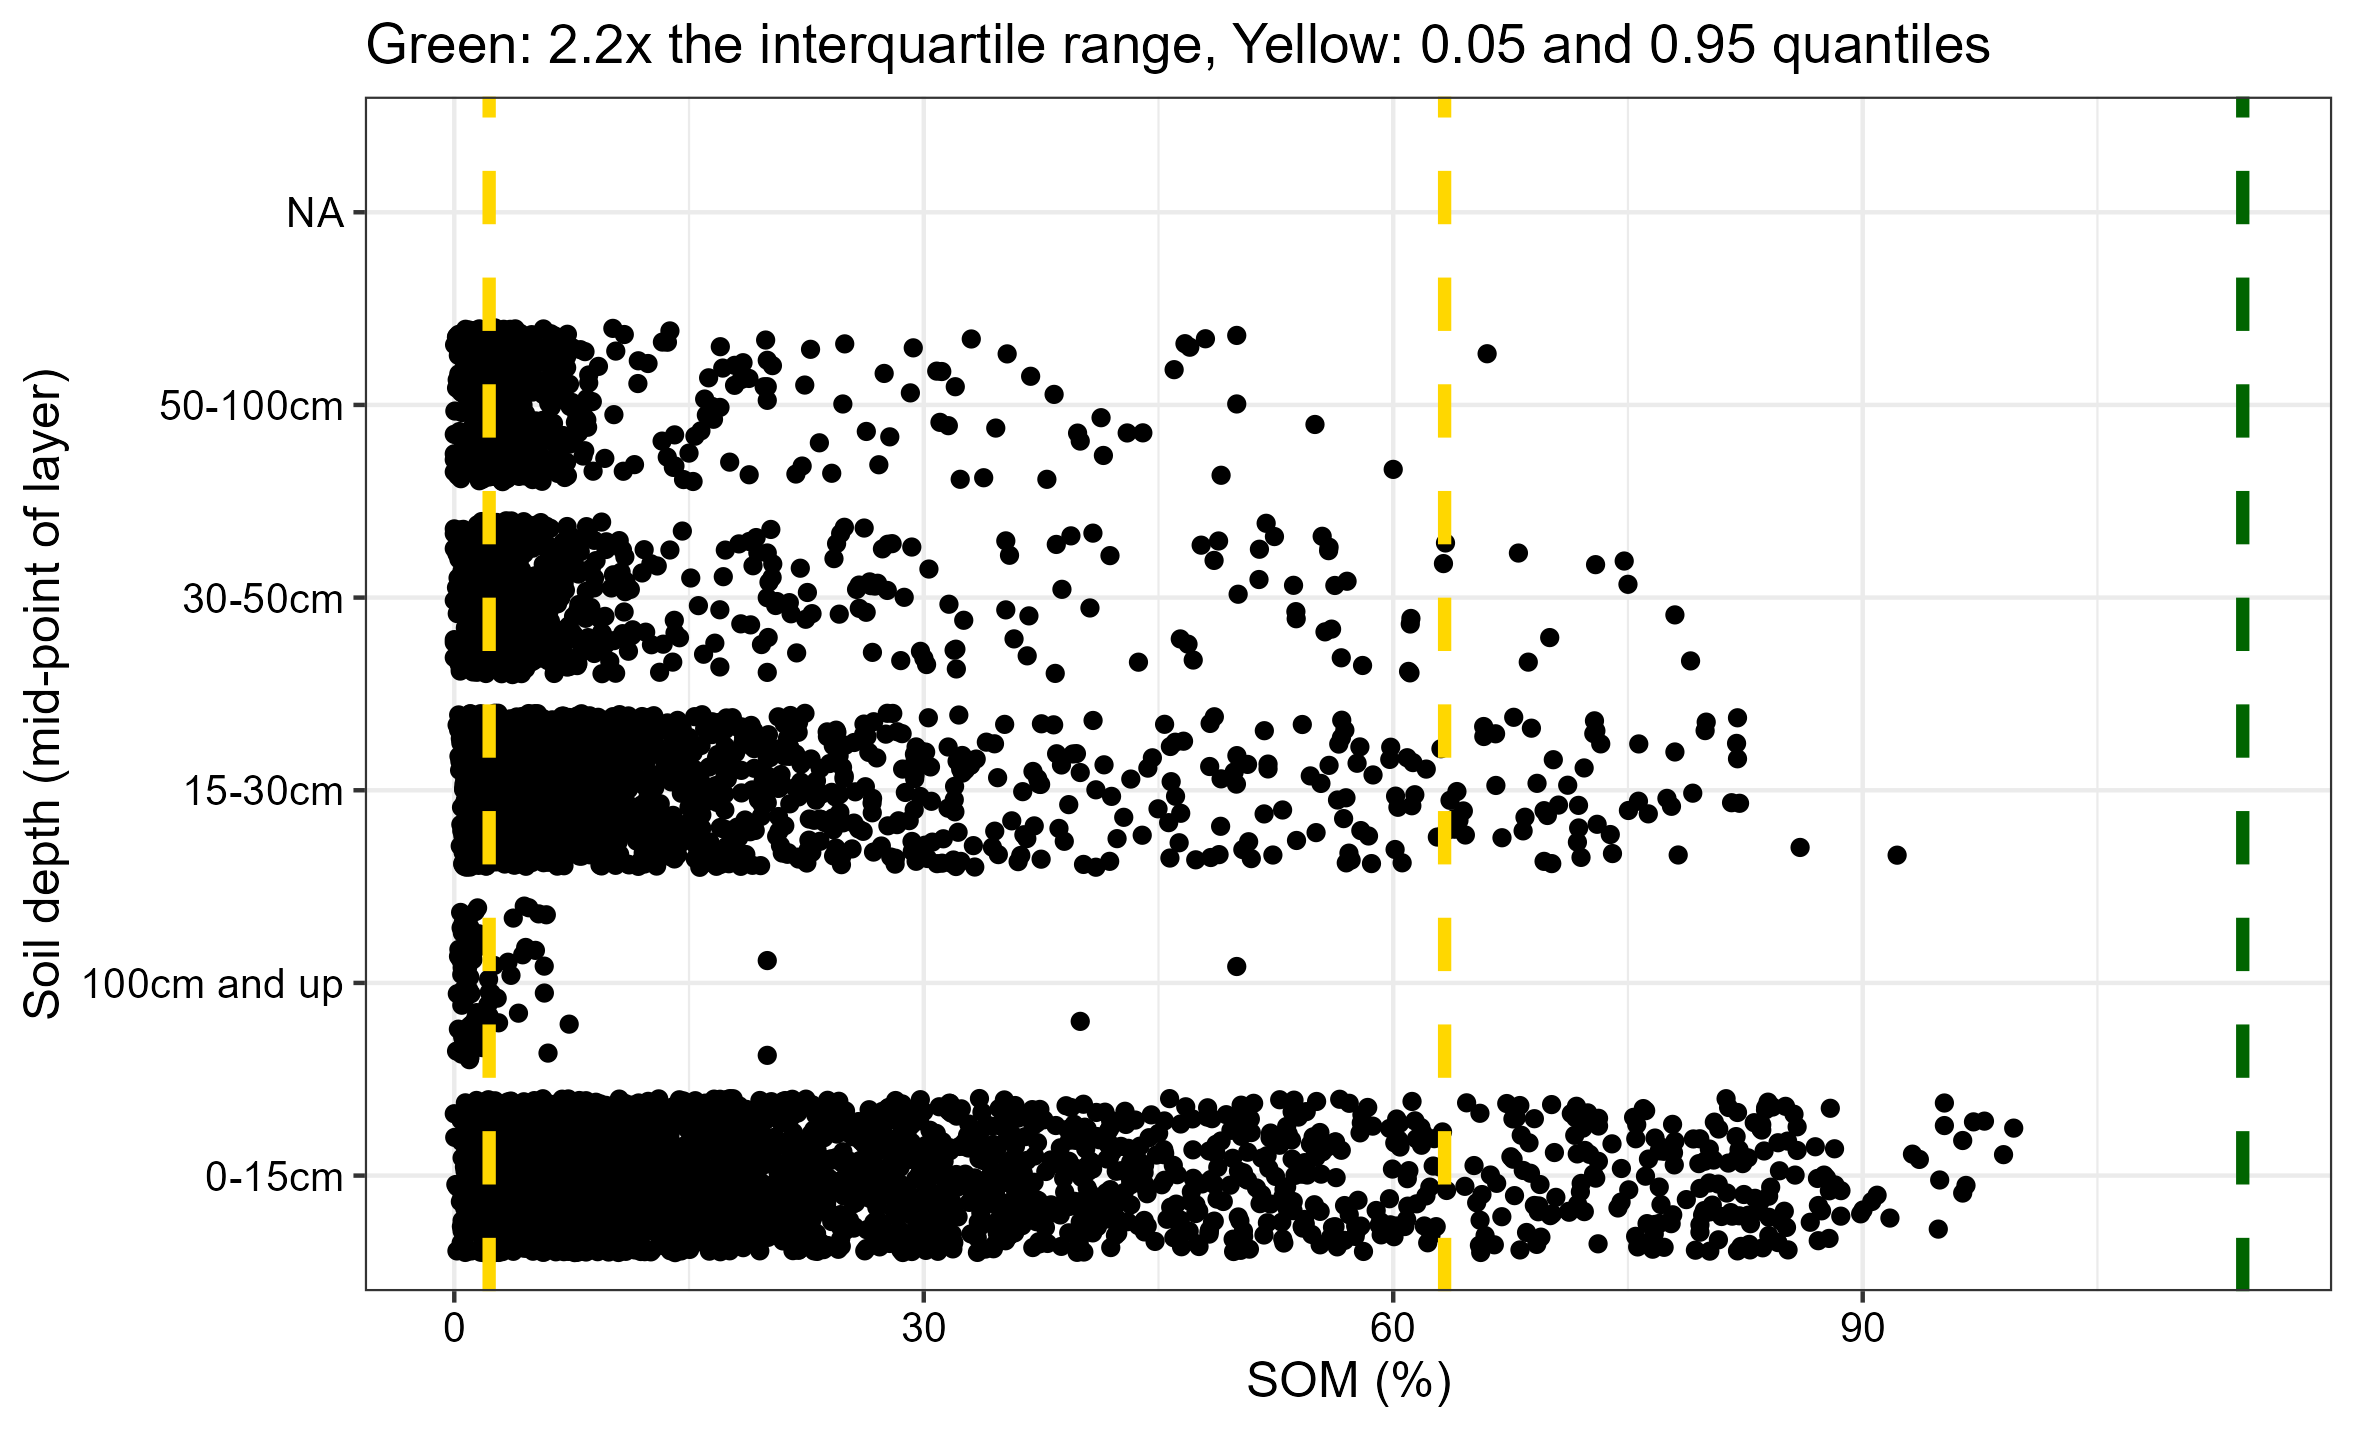 Green: 2.2x the interquartile range, Yellow: 0.05 and 0.95 quantiles
Soil depth (mid-point of layer)
NA
50-100cm
30-50cm
15-30cm
100cm and up
0-15cm
0 30 60 90
SOM (%)